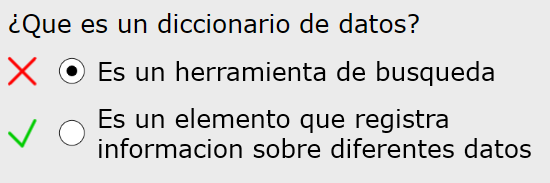 ¿Que es un diccionario de datos?
Es un herramienta de busqueda
Es un elemento que registra
informacion sobre diferentes datos